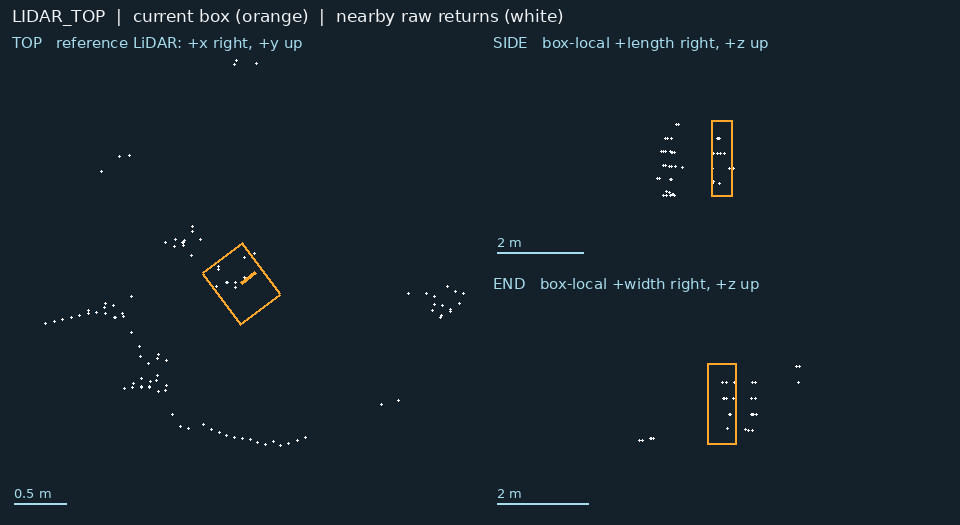 LIDAR_TOP | current box (orange) | nearby raw returns (white)
TOP reference LiDAR: +x right, +y up
SIDE box-local +length right, +z up
2 m
END box-local +width right, +z up
0.5 m
2 m